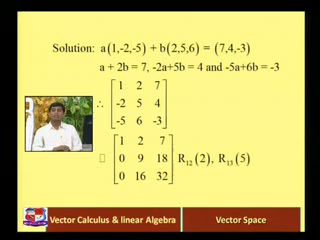 Solution: a(1,-2,-5) + b(2,5,6) = (7,4,-3)
a + 2b = 7, -2a+5b = 4 and -5a+6b = -3
∴ [1 2 7
-2 5 4
-5 6 -3]
□ [1 2 7
0 9 18
0 16 32] R12(2), R13(5)
Vector Calculus & linear Algebra
Vector Space